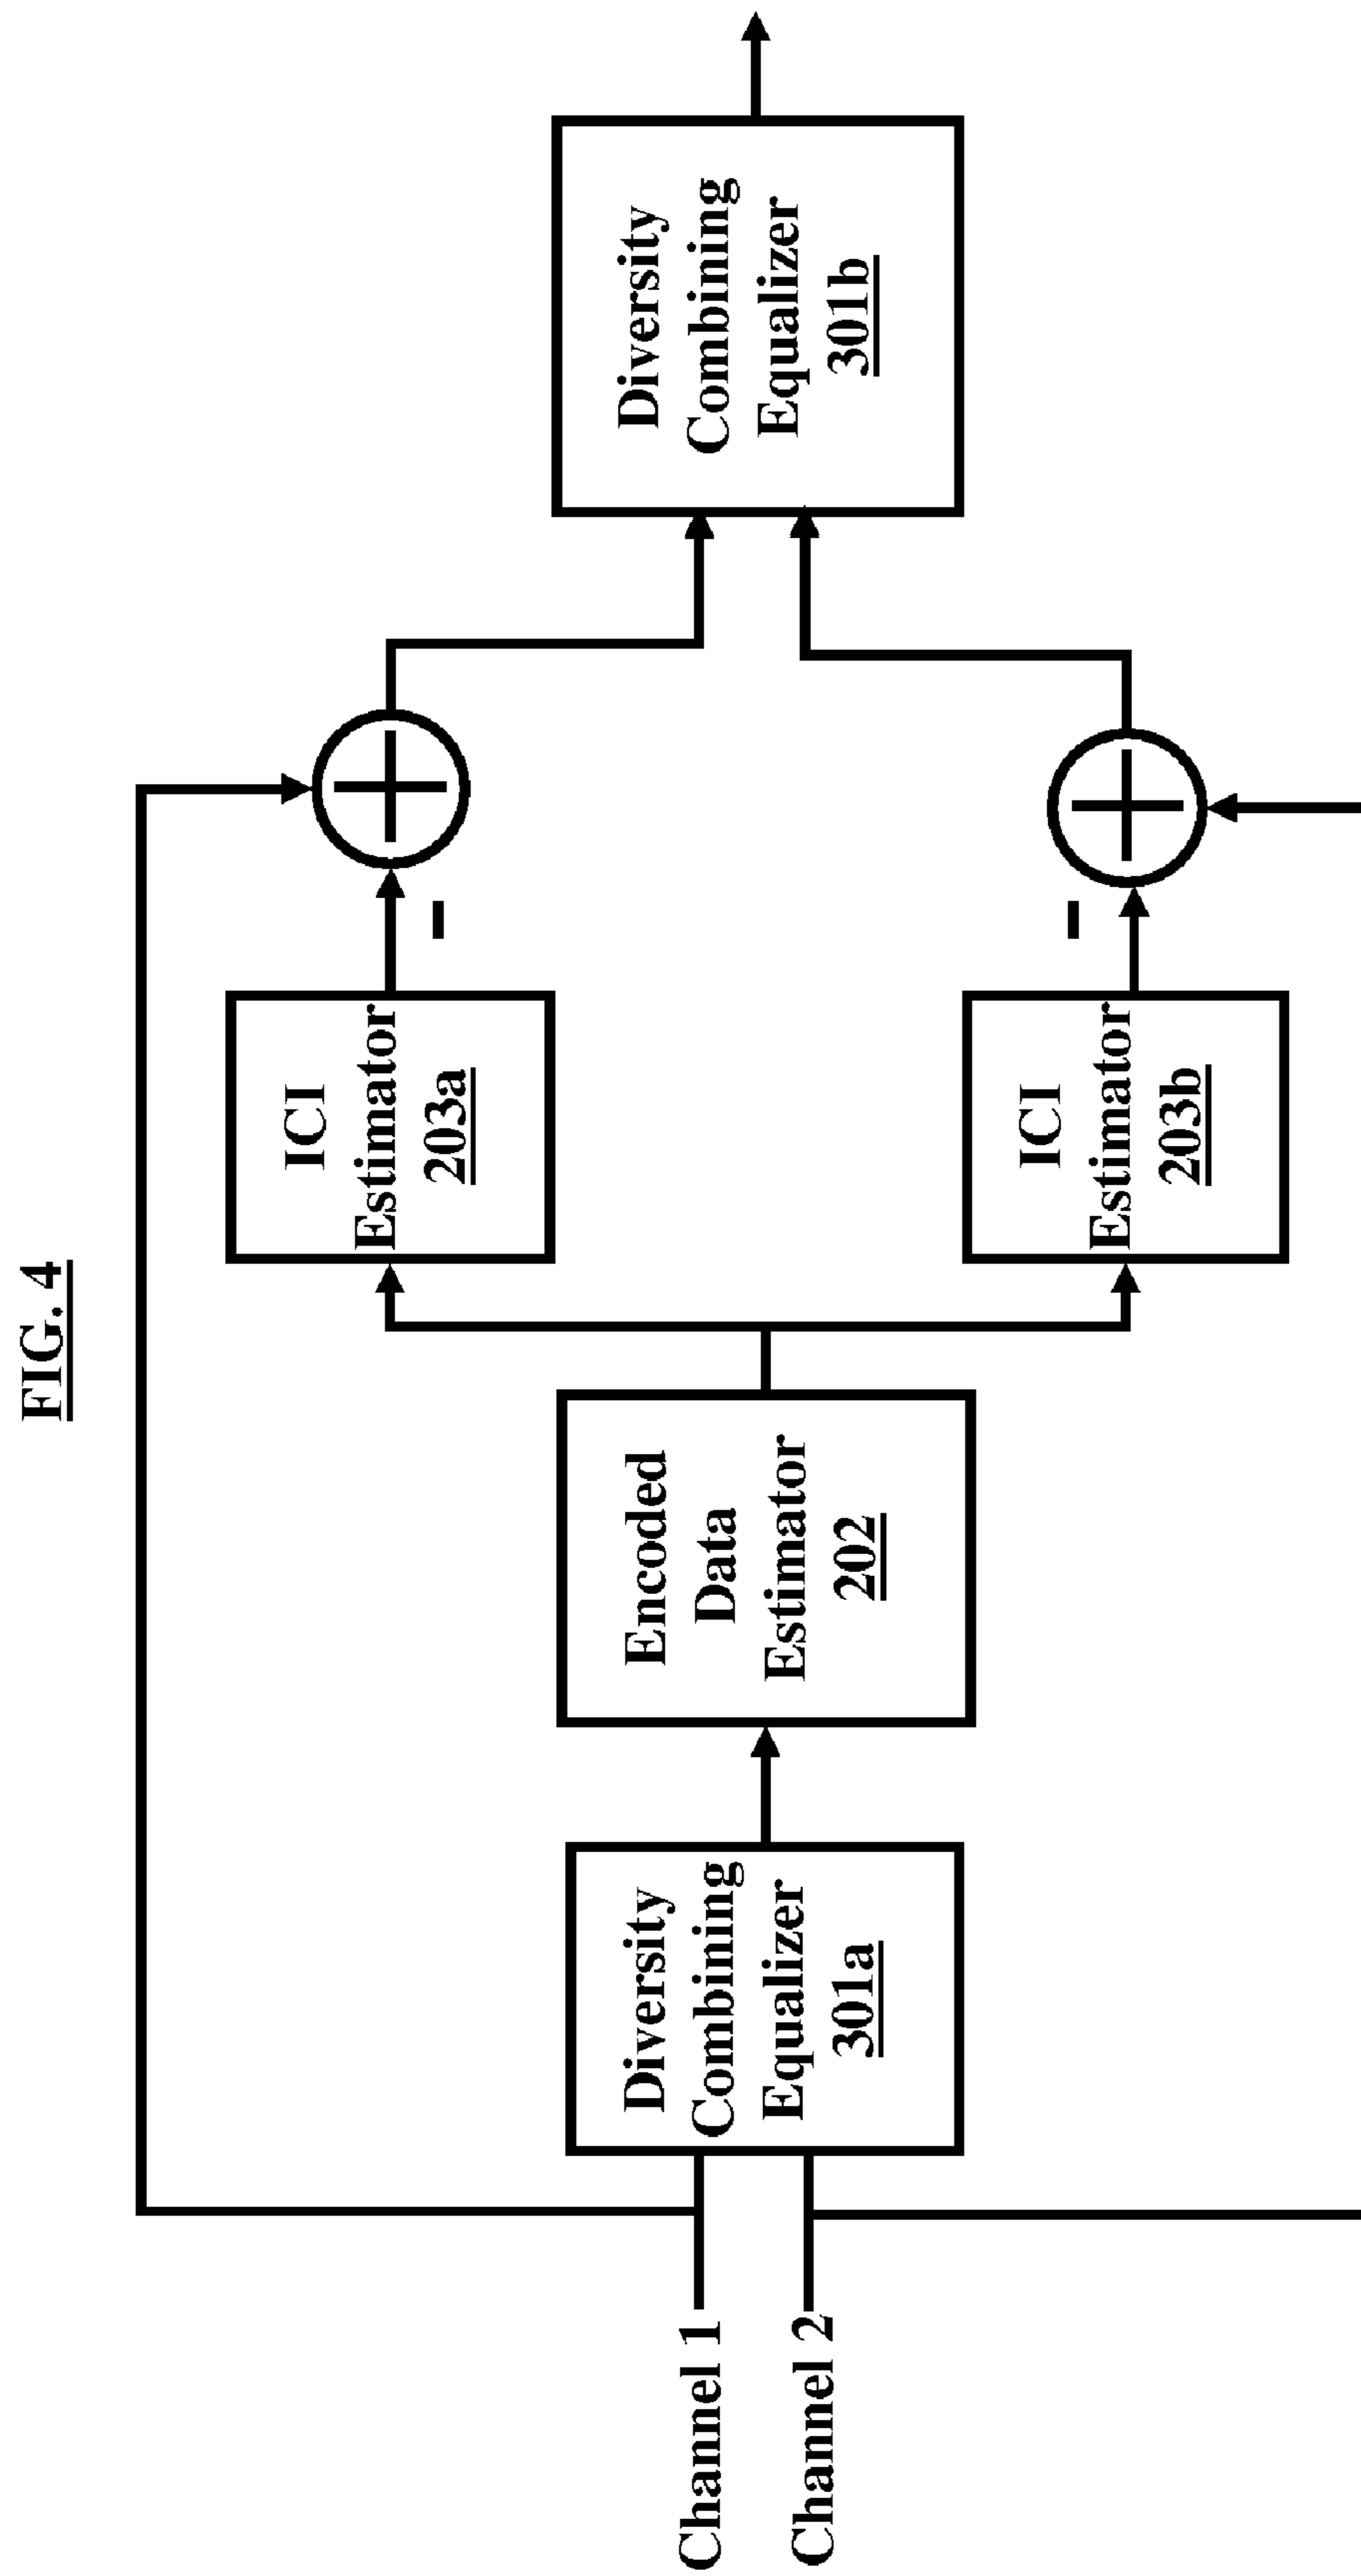 FIG. 4
Channel 1
Channel 2
Diversity
Combining
Equalizer
301a
Encoded
Data
Estimator
202
ICI
Estimator
203a
ICI
Estimator
203b
Diversity
Combining
Equalizer
301b